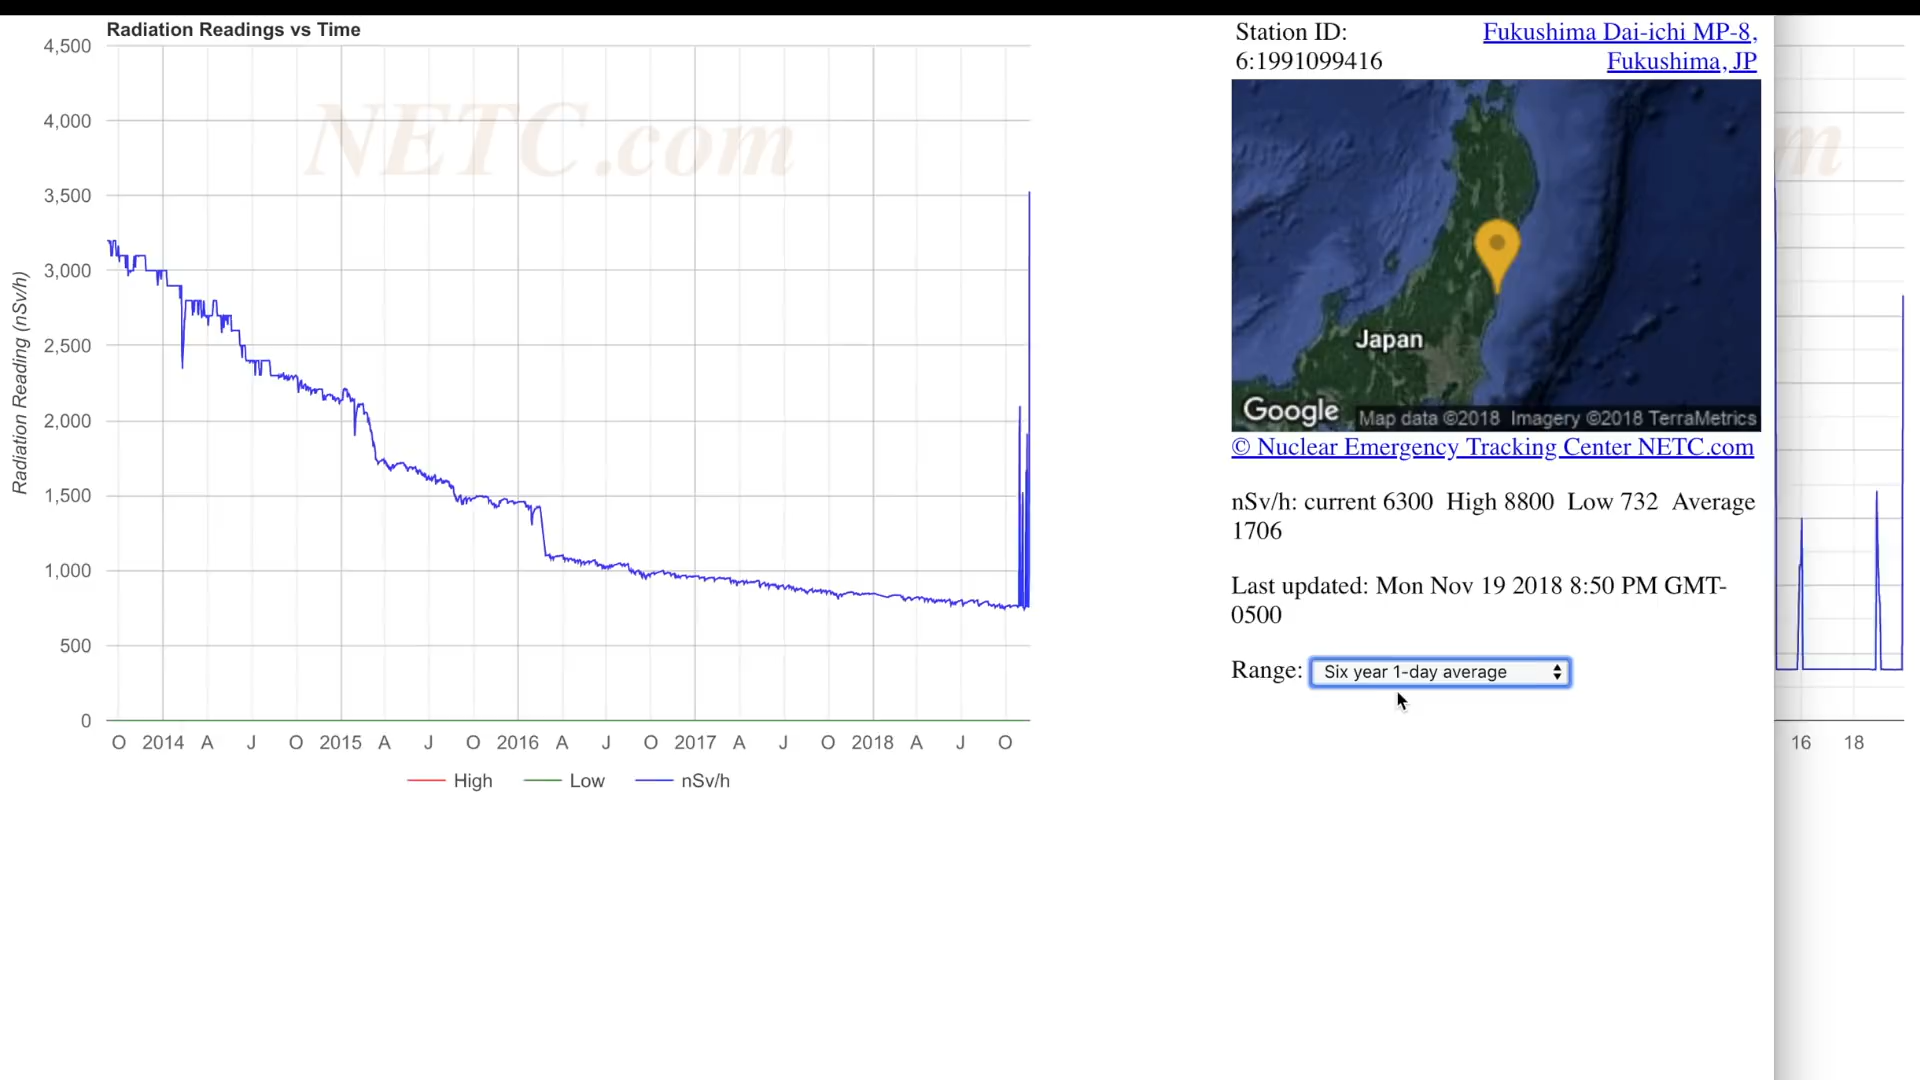 Radiation Readings vs Time
4,500
4,000
3,500
3,000
2,500
2,000
1,500
1,000
500
0
Radiation Reading (nSv/h)
NETC.com
O 2014 A J O 2015 A J O 2016 A J O 2017 A J O 2018 A J O
High Low nSv/h
Station ID:
6:1991099416
Fukushima Dai-ichi MP-8,
Fukushima, JP
Japan
Google
Map data ©2018 Imagery ©2018 TerraMetrics
© Nuclear Emergency Tracking Center NETC.com
nSv/h: current 6300 High 8800 Low 732 Average
1706
Last updated: Mon Nov 19 2018 8:50 PM GMT-
0500
Range: Six year 1-day average
m
16 18